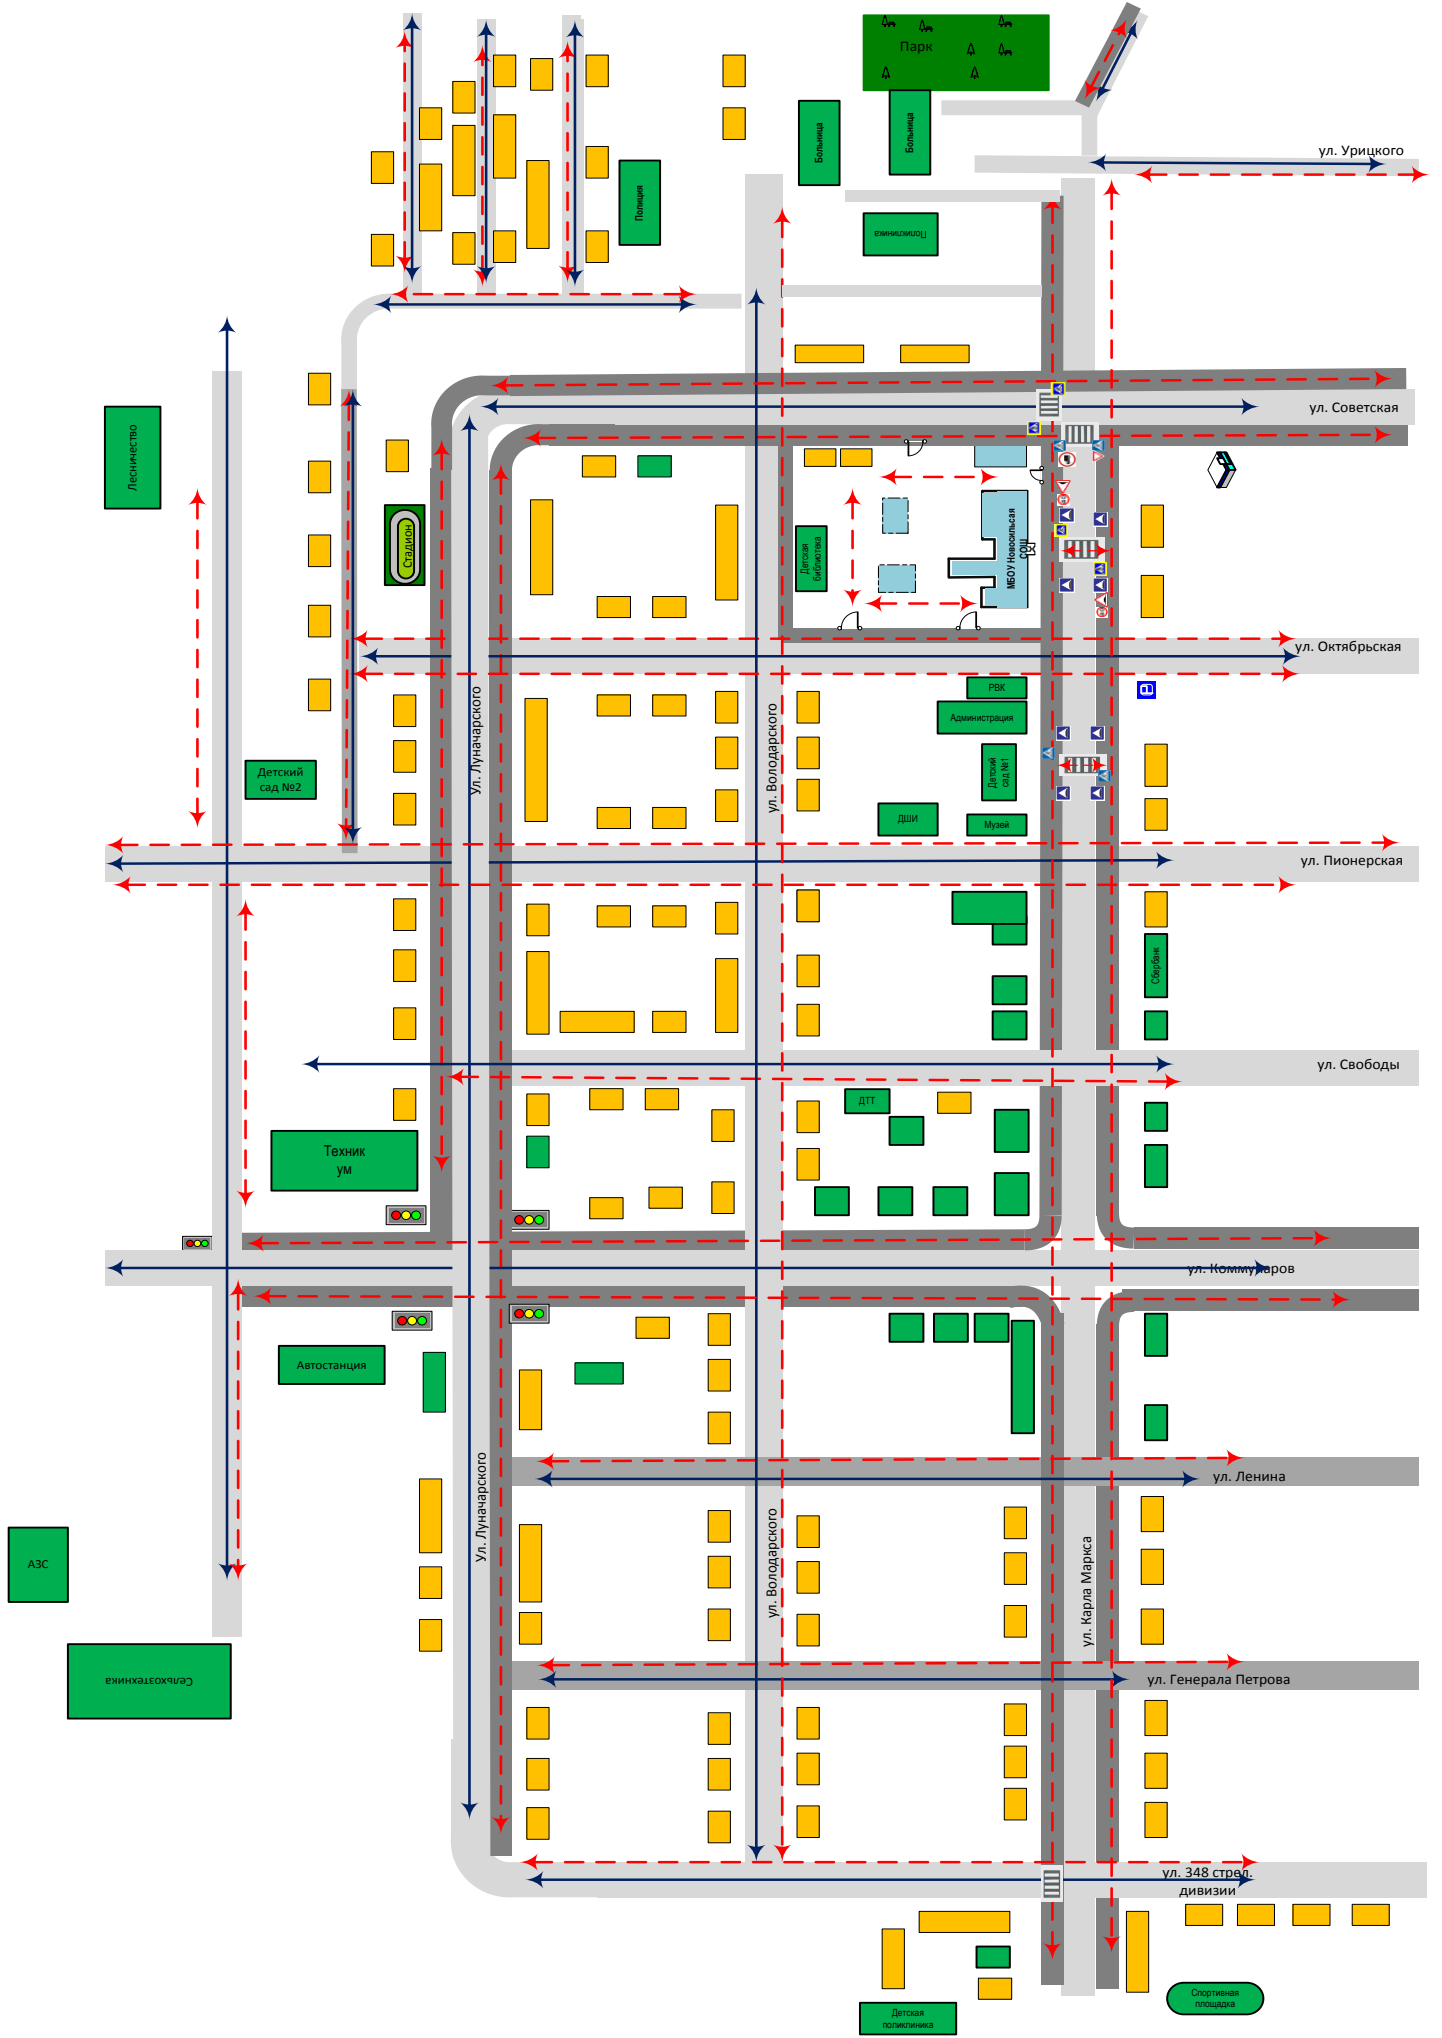 Парк
Больница
Больница
ул. Урицкого
Полиция
Поликлиника
ул. Советская
Лесничество
Стадион
Детская
библиотека
МБОУ Новосильсая
СОШ
ул. Октябрьская
РВК
Администрация
Ул. Луначарского
ул. Володарского
Детский
сад №2
Детский
сад №1
ДШИ
Музей
ул. Пионерская
Сбербанк
ул. Свободы
ДТТ
Техник
ум
ул. Коммунаров
Автостанция
ул. Ленина
Ул. Луначарского
ул. Володарского
ул. Карла Маркса
АЗС
Сельхозтехника
ул. Генерала Петрова
ул. 348 стрел.
дивизии
Спортивная
площадка
Детская
поликлиника